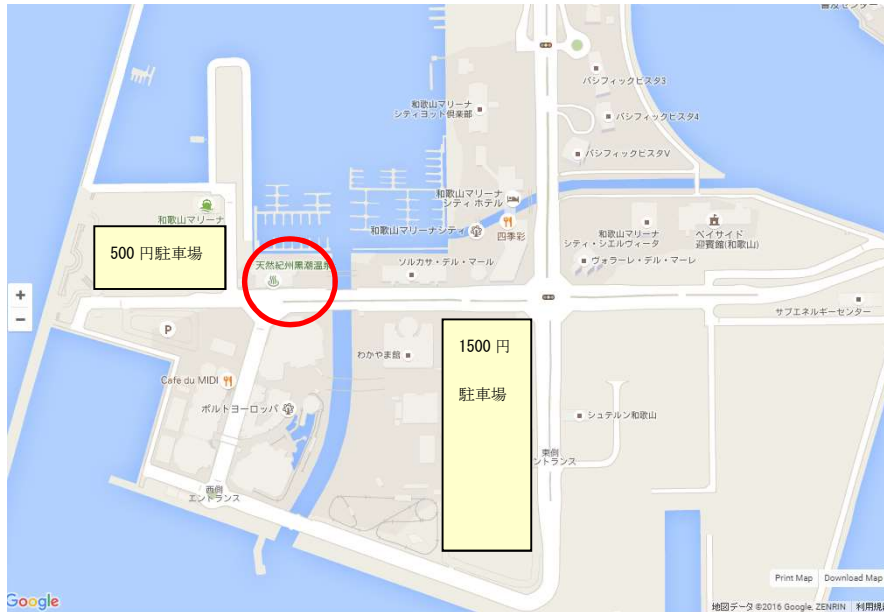 パシフィックビスタ3
和歌山マリーナ
シティヨット倶楽部
パシフィックビスタ4
パシフィックビスタV
和歌山マリーナ
シティ ホテル
和歌山マリーナ
500 円駐車場
和歌山マリーナシティ
四季彩
和歌山マリーナ
シティ・シエルヴィータ
ベイサイド
迎賓館(和歌山)
天然紀州黒潮温泉
ソルカサ・デル・マール
ヴォラーレ・デル・マーレ
+
−
サブエネルギーセンター
P
1500 円
駐車場
わかやま館
Cafe du MIDI
ポルトヨーロッパ
シュテルン和歌山
東側
ントランス
西側
エントランス
Print Map
Download Map
Google
地図データ ©2016 Google, ZENRIN
利用規